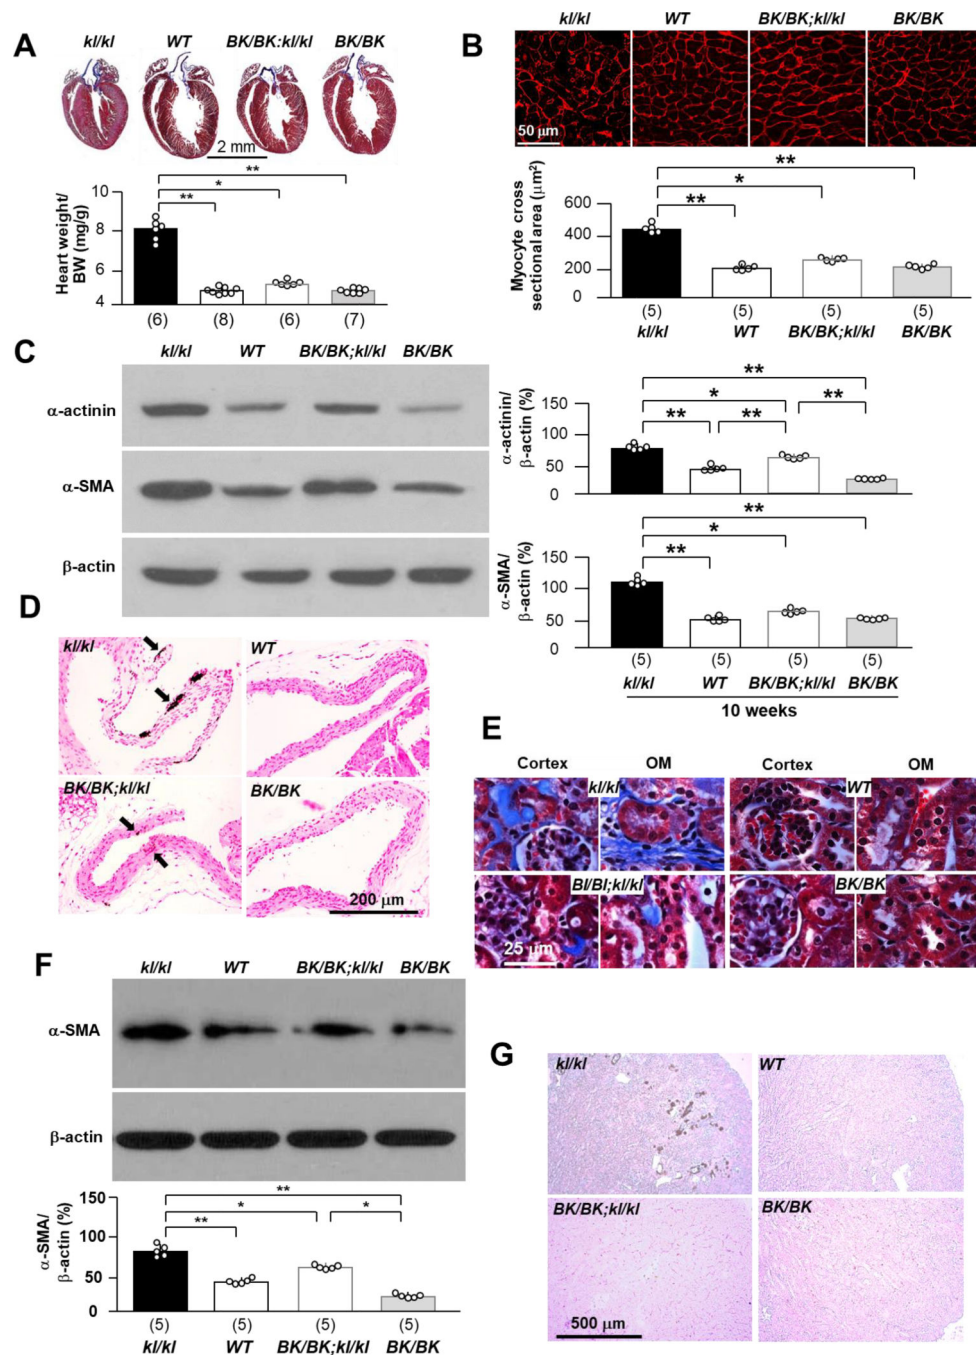 A
kl/kl WT BK/BK:kl/kl BK/BK
2 mm
** 
*
**
Heart weight/
BW (mg/g)
10
8
6
4
(6) (8) (6) (7)
B
kl/kl WT BK/BK;kl/kl BK/BK
50 µm
**
*
**
Myocyte cross
sectional area (µm²)
600
400
200
0
(5) (5) (5) (5)
kl/kl WT BK/BK;kl/kl BK/BK
C
kl/kl WT BK/BK;kl/kl BK/BK
α-actinin
α-SMA
β-actin
**
*
** ** **
α-actinin/
β-actin (%)
150
100
50
0
**
*
**
α-SMA/
β-actin (%)
150
100
50
0
(5) (5) (5) (5)
kl/kl WT BK/BK;kl/kl BK/BK
10 weeks
D
kl/kl WT
BK/BK;kl/kl BK/BK
200 µm
E
Cortex OM Cortex OM
kl/kl WT
Bl/Bl;kl/kl BK/BK
25 µm
F
kl/kl WT BK/BK;kl/kl BK/BK
α-SMA
β-actin
**
* *
**
α-SMA/
β-actin (%)
150
100
50
0
(5) (5) (5) (5)
kl/kl WT BK/BK;kl/kl BK/BK
G
kl/kl WT
BK/BK;kl/kl BK/BK
500 µm